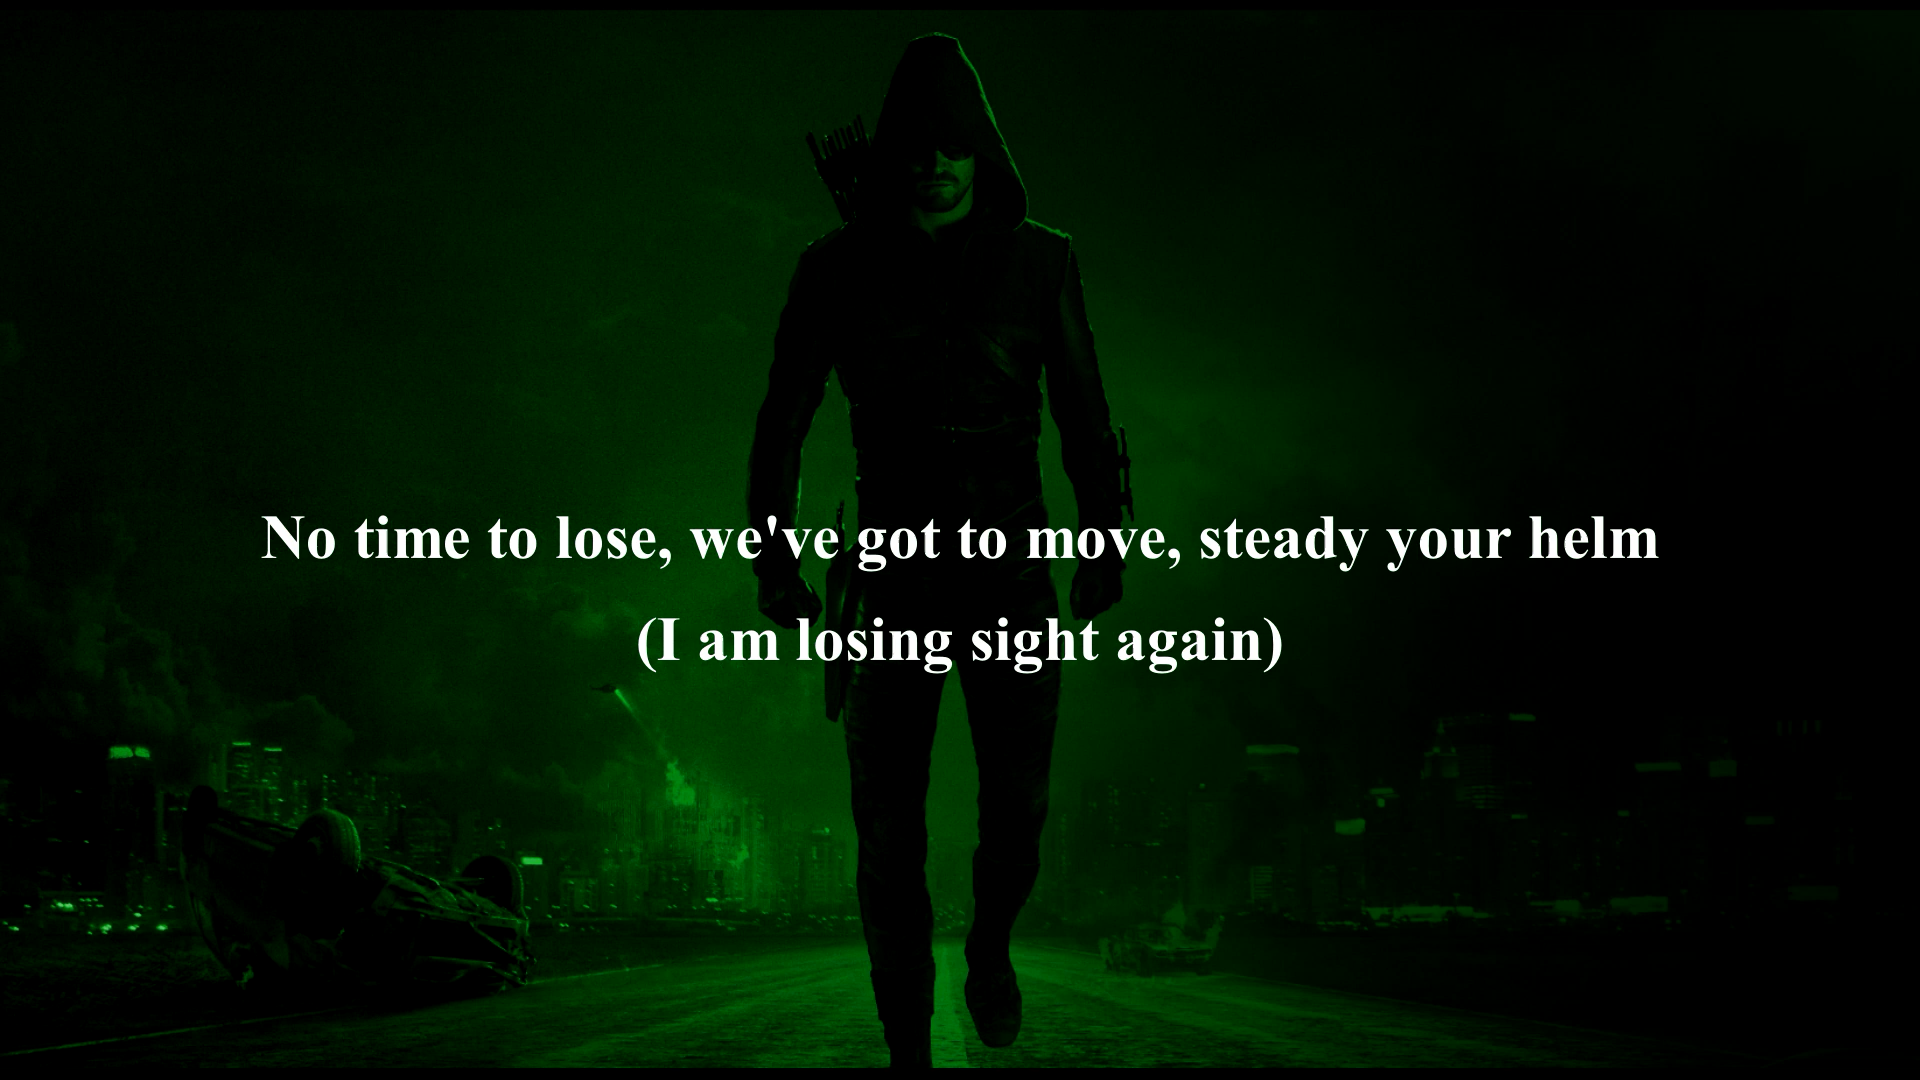 No time to lose, we've got to move, steady your helm
(I am losing sight again)